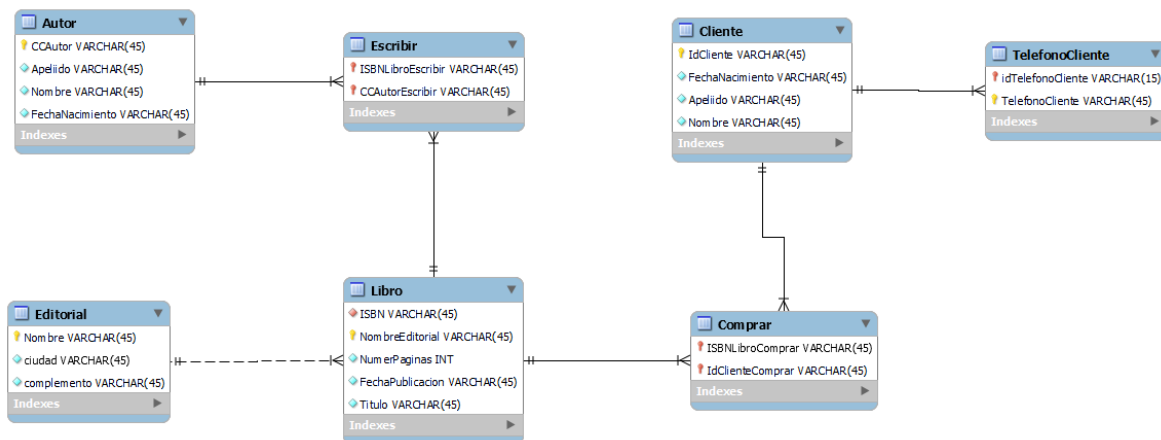 Autor
CCAutor VARCHAR(45)
Apeliido VARCHAR(45)
Nombre VARCHAR(45)
FechaNacimiento VARCHAR(45)
Indexes
Escribir
ISBNLibroEscribir VARCHAR(45)
CCAutorEscribir VARCHAR(45)
Indexes
Cliente
IdCliente VARCHAR(45)
FechaNacimiento VARCHAR(45)
Apeliido VARCHAR(45)
Nombre VARCHAR(45)
Indexes
TelefonoCliente
idTelefonoCliente VARCHAR(15)
TelefonoCliente VARCHAR(45)
Indexes
Editorial
Nombre VARCHAR(45)
ciudad VARCHAR(45)
complemento VARCHAR(45)
Indexes
Libro
ISBN VARCHAR(45)
NombreEditorial VARCHAR(45)
NumerPaginas INT
FechaPublicacion VARCHAR(45)
Titulo VARCHAR(45)
Indexes
Comprar
ISBNLibroComprar VARCHAR(45)
IdClienteComprar VARCHAR(45)
Indexes